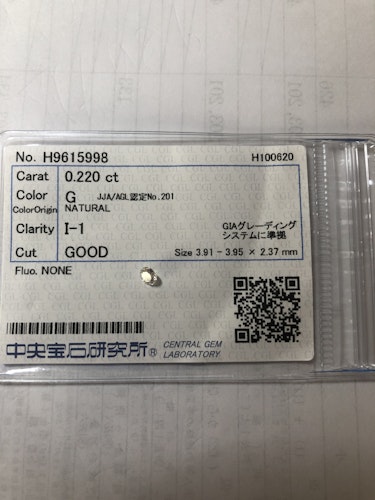 No. H9615998 H100620
Carat 0.220 ct
Color G JJA/AGL認定No.201
ColorOrigin NATURAL
Clarity I-1 GIAグレーディング
システムに準拠
Cut GOOD Size 3.91 - 3.95 × 2.37 mm
Fluo. NONE
中央宝石研究所® CENTRAL GEM
LABORATORY